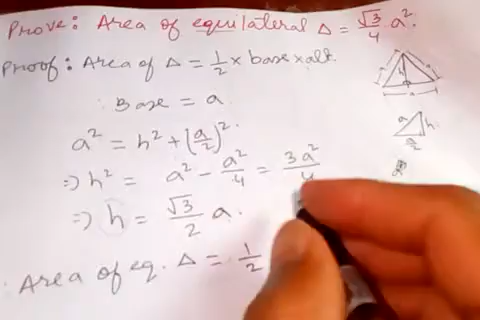 Prove: Area of equilateral Δ = √3/4 a².
Proof: Area of Δ = 1/2 × base × alt.
Base = a
a² = h² + (a/2)².
⇒ h² = a² - a²/4 = 3a²/4
⇒ h = √3/2 a.
Area of eq. Δ = 1/2
h
a
h
a/2